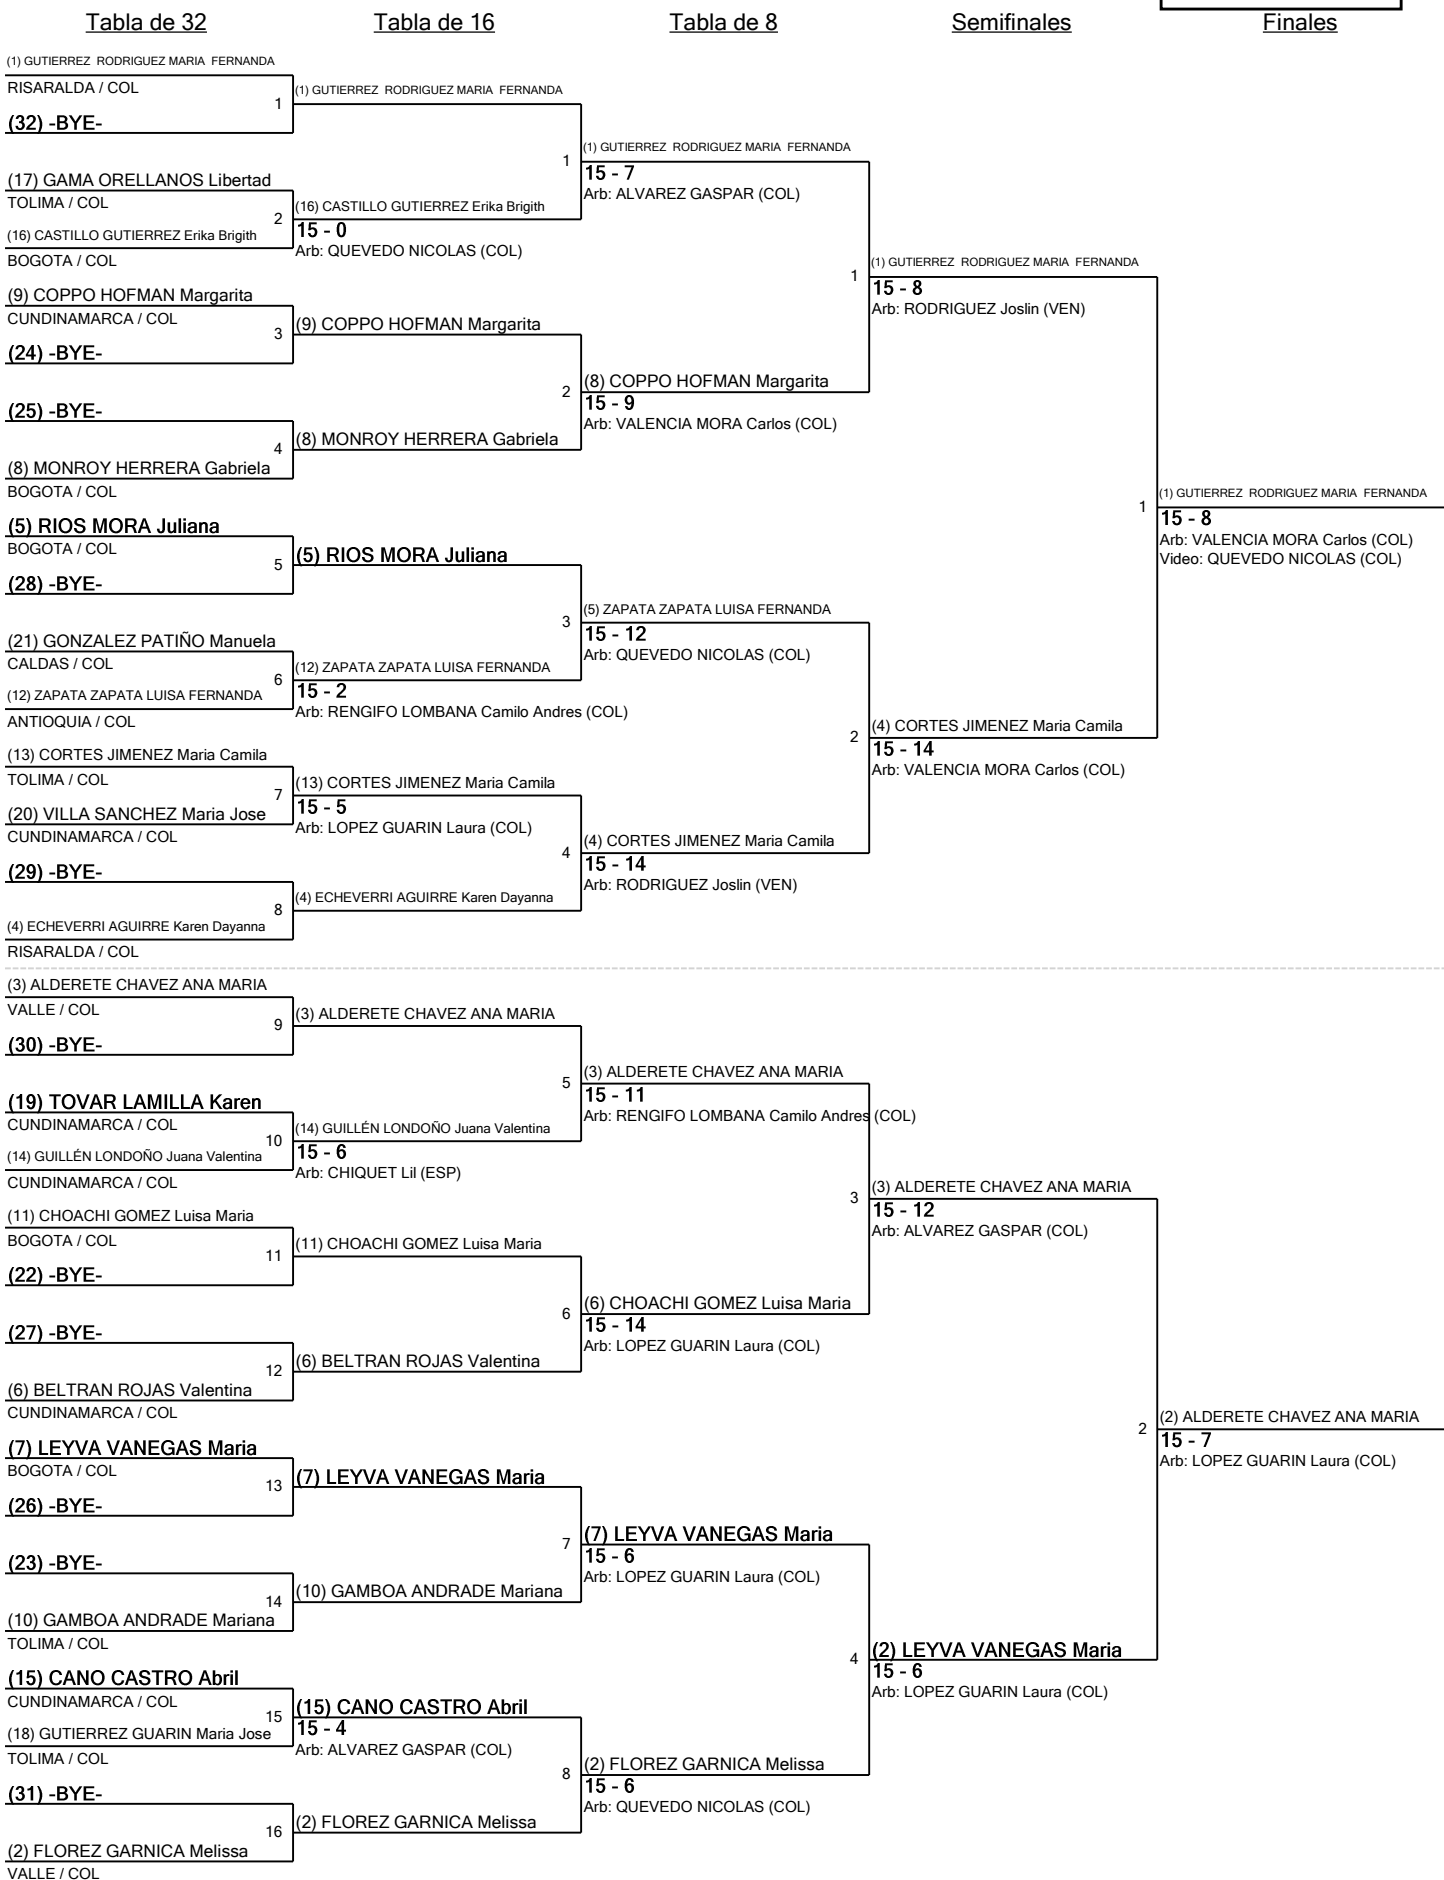 Tabla de 32
Tabla de 16
Tabla de 8
Semifinales
Finales
(1) GUTIERREZ RODRIGUEZ MARIA FERNANDA
RISARALDA / COL
1
(32) -BYE-
(17) GAMA ORELLANOS Libertad
TOLIMA / COL
2
(16) CASTILLO GUTIERREZ Erika Brigith
BOGOTA / COL
(9) COPPO HOFMAN Margarita
CUNDINAMARCA / COL
3
(24) -BYE-
(25) -BYE-
4
(8) MONROY HERRERA Gabriela
BOGOTA / COL
(5) RIOS MORA Juliana
BOGOTA / COL
5
(28) -BYE-
(21) GONZALEZ PATIÑO Manuela
CALDAS / COL
6
(12) ZAPATA ZAPATA LUISA FERNANDA
ANTIOQUIA / COL
(13) CORTES JIMENEZ Maria Camila
TOLIMA / COL
7
(20) VILLA SANCHEZ Maria Jose
CUNDINAMARCA / COL
(29) -BYE-
8
(4) ECHEVERRI AGUIRRE Karen Dayanna
RISARALDA / COL
(3) ALDERETE CHAVEZ ANA MARIA
VALLE / COL
9
(30) -BYE-
(19) TOVAR LAMILLA Karen
CUNDINAMARCA / COL
10
(14) GUILLÉN LONDOÑO Juana Valentina
CUNDINAMARCA / COL
(11) CHOACHI GOMEZ Luisa Maria
BOGOTA / COL
11
(22) -BYE-
(27) -BYE-
12
(6) BELTRAN ROJAS Valentina
CUNDINAMARCA / COL
(7) LEYVA VANEGAS Maria
BOGOTA / COL
13
(26) -BYE-
(23) -BYE-
14
(10) GAMBOA ANDRADE Mariana
TOLIMA / COL
(15) CANO CASTRO Abril
CUNDINAMARCA / COL
15
(18) GUTIERREZ GUARIN Maria Jose
TOLIMA / COL
(31) -BYE-
16
(2) FLOREZ GARNICA Melissa
VALLE / COL
(1) GUTIERREZ RODRIGUEZ MARIA FERNANDA
1
(16) CASTILLO GUTIERREZ Erika Brigith
15 - 0
Arb: QUEVEDO NICOLAS (COL)
(9) COPPO HOFMAN Margarita
2
(8) MONROY HERRERA Gabriela
(5) RIOS MORA Juliana
3
(12) ZAPATA ZAPATA LUISA FERNANDA
15 - 2
Arb: RENGIFO LOMBANA Camilo Andres (COL)
(13) CORTES JIMENEZ Maria Camila
15 - 5
Arb: LOPEZ GUARIN Laura (COL)
4
(4) ECHEVERRI AGUIRRE Karen Dayanna
(3) ALDERETE CHAVEZ ANA MARIA
5
(14) GUILLÉN LONDOÑO Juana Valentina
15 - 6
Arb: CHIQUET Lil (ESP)
(11) CHOACHI GOMEZ Luisa Maria
6
(6) BELTRAN ROJAS Valentina
(7) LEYVA VANEGAS Maria
7
(10) GAMBOA ANDRADE Mariana
(15) CANO CASTRO Abril
15 - 4
Arb: ALVAREZ GASPAR (COL)
8
(2) FLOREZ GARNICA Melissa
(1) GUTIERREZ RODRIGUEZ MARIA FERNANDA
15 - 7
Arb: ALVAREZ GASPAR (COL)
1
(8) COPPO HOFMAN Margarita
15 - 9
Arb: VALENCIA MORA Carlos (COL)
(5) ZAPATA ZAPATA LUISA FERNANDA
15 - 12
Arb: QUEVEDO NICOLAS (COL)
2
(4) CORTES JIMENEZ Maria Camila
15 - 14
Arb: RODRIGUEZ Joslin (VEN)
(3) ALDERETE CHAVEZ ANA MARIA
15 - 11
Arb: RENGIFO LOMBANA Camilo Andres (COL)
3
(6) CHOACHI GOMEZ Luisa Maria
15 - 14
Arb: LOPEZ GUARIN Laura (COL)
(7) LEYVA VANEGAS Maria
15 - 6
Arb: LOPEZ GUARIN Laura (COL)
4
(2) FLOREZ GARNICA Melissa
15 - 6
Arb: QUEVEDO NICOLAS (COL)
(1) GUTIERREZ RODRIGUEZ MARIA FERNANDA
15 - 8
Arb: RODRIGUEZ Joslin (VEN)
1
(4) CORTES JIMENEZ Maria Camila
15 - 14
Arb: VALENCIA MORA Carlos (COL)
(3) ALDERETE CHAVEZ ANA MARIA
15 - 12
Arb: ALVAREZ GASPAR (COL)
2
(2) LEYVA VANEGAS Maria
15 - 6
Arb: LOPEZ GUARIN Laura (COL)
(1) GUTIERREZ RODRIGUEZ MARIA FERNANDA
15 - 8
Arb: VALENCIA MORA Carlos (COL)
Video: QUEVEDO NICOLAS (COL)
(2) ALDERETE CHAVEZ ANA MARIA
15 - 7
Arb: LOPEZ GUARIN Laura (COL)